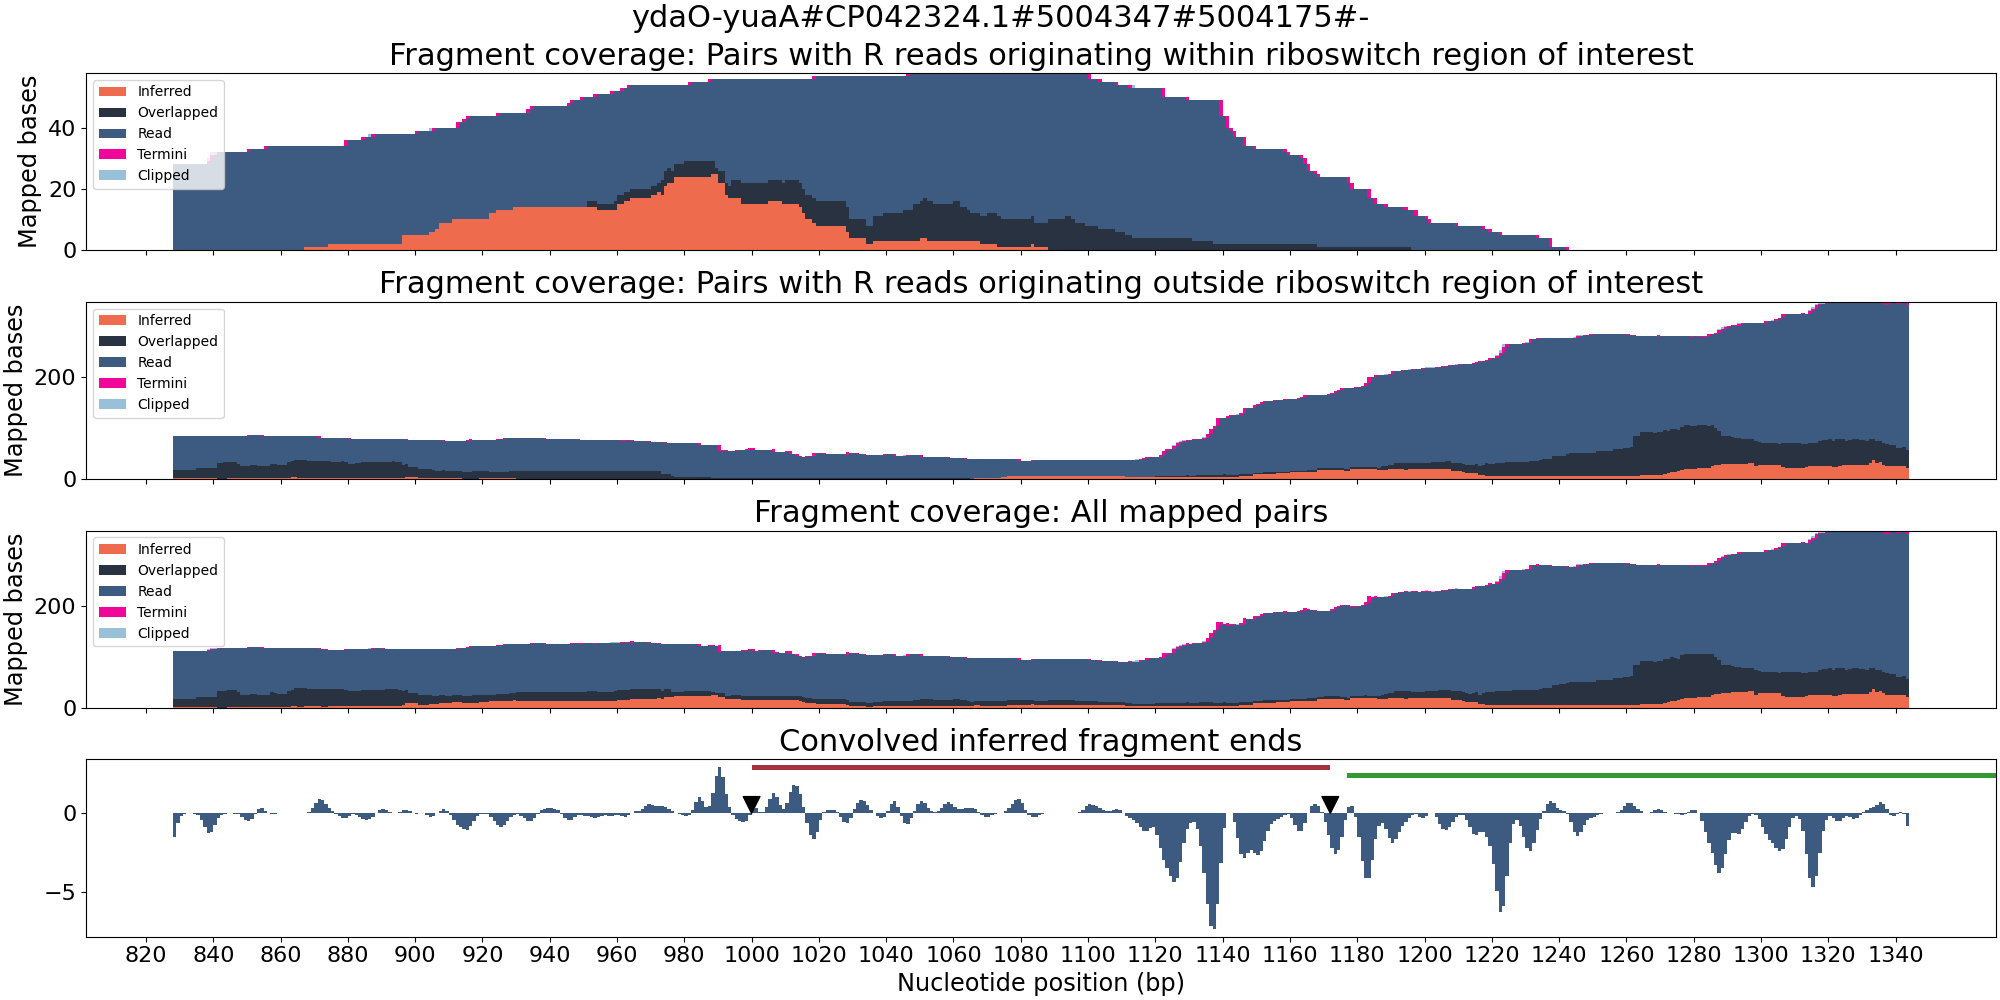 ydaO-yuaA#CP042324.1#5004347#5004175#-
Fragment coverage: Pairs with R reads originating within riboswitch region of interest
Mapped bases
40
20
0
Inferred
Overlapped
Read
Termini
Clipped
Fragment coverage: Pairs with R reads originating outside riboswitch region of interest
Mapped bases
200
0
Inferred
Overlapped
Read
Termini
Clipped
Fragment coverage: All mapped pairs
Mapped bases
200
0
Inferred
Overlapped
Read
Termini
Clipped
Convolved inferred fragment ends
0
−5
820 840 860 880 900 920 940 960 980 1000 1020 1040 1060 1080 1100 1120 1140 1160 1180 1200 1220 1240 1260 1280 1300 1320 1340
Nucleotide position (bp)